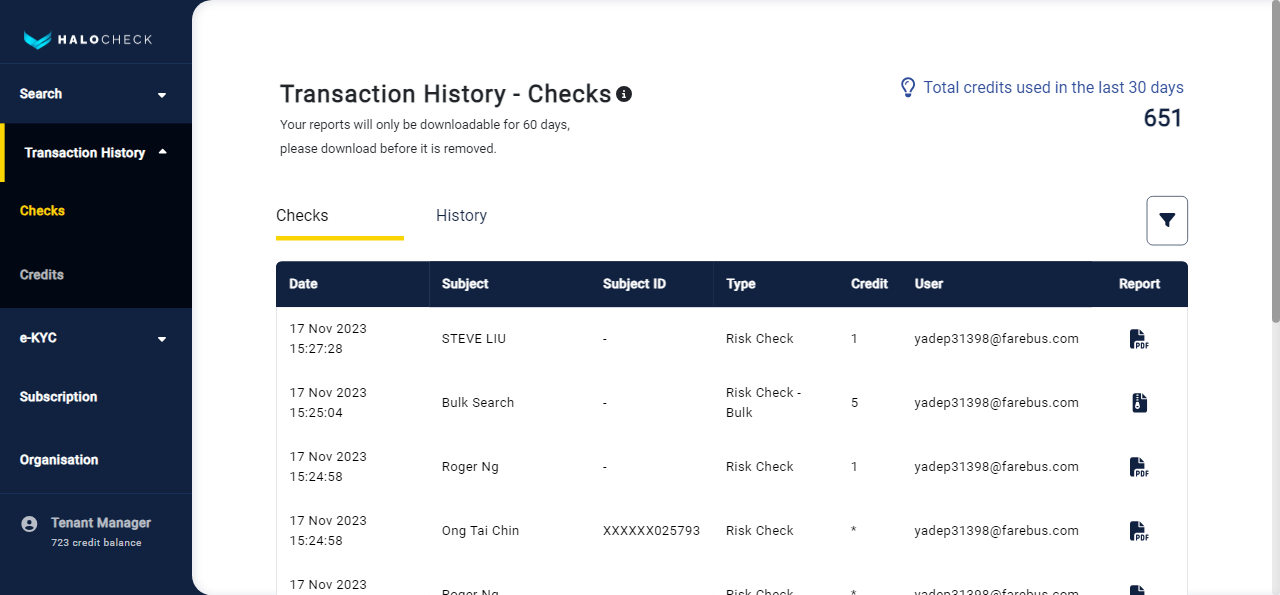 HALOCHECK
Search
Transaction History
Checks
Credits
e-KYC
Subscription
Organisation
Tenant Manager
723 credit balance
Transaction History - Checks
Your reports will only be downloadable for 60 days,
please download before it is removed.
Total credits used in the last 30 days
651
Checks History
Date Subject Subject ID Type Credit User Report
17 Nov 2023
15:27:28 STEVE LIU - Risk Check 1 yadep31398@farebus.com PDF
17 Nov 2023
15:25:04 Bulk Search - Risk Check - Bulk 5 yadep31398@farebus.com
17 Nov 2023
15:24:58 Roger Ng - Risk Check 1 yadep31398@farebus.com PDF
17 Nov 2023
15:24:58 Ong Tai Chin XXXXXX025793 Risk Check * yadep31398@farebus.com PDF
17 Nov 2023
Roger Ng Risk Check * yadep31398@farebus.com